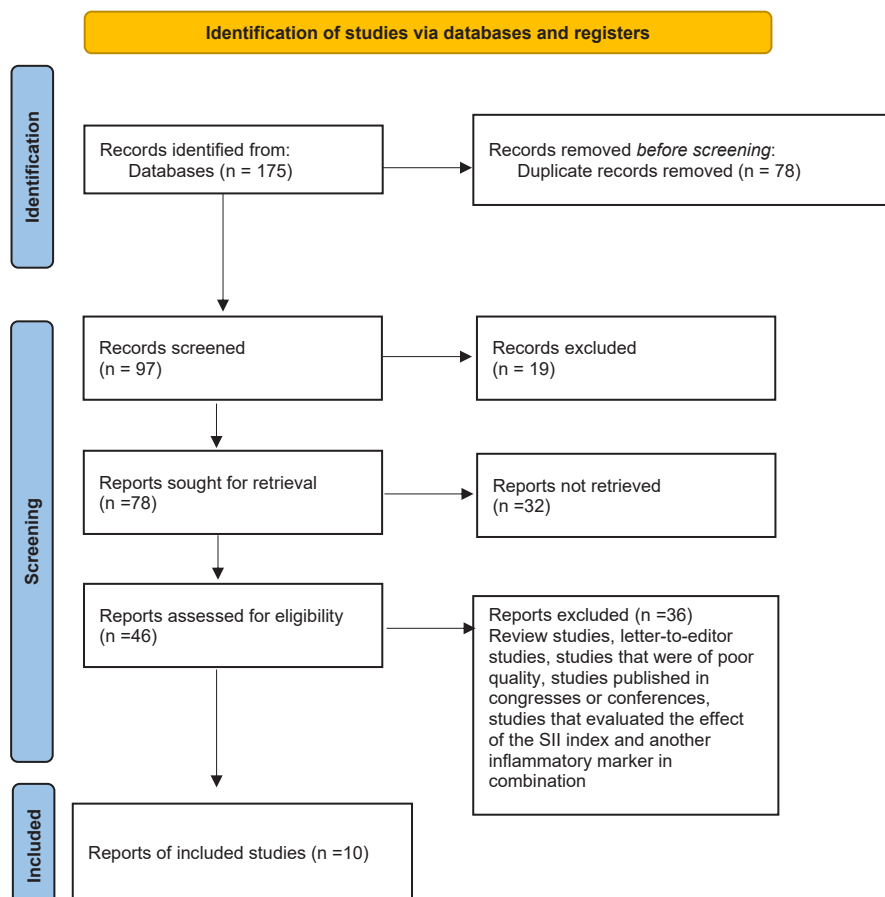 Identification of studies via databases and registers
Identification
Records identified from:
Databases (n = 175)
Records removed before screening:
Duplicate records removed (n = 78)
Screening
Records screened
(n = 97)
Records excluded
(n = 19)
Reports sought for retrieval
(n =78)
Reports not retrieved
(n =32)
Reports assessed for eligibility
(n =46)
Reports excluded (n =36)
Review studies, letter-to-editor
studies, studies that were of poor
quality, studies published in
congresses or conferences,
studies that evaluated the effect
of the SII index and another
inflammatory marker in
combination
Included
Reports of included studies (n =10)